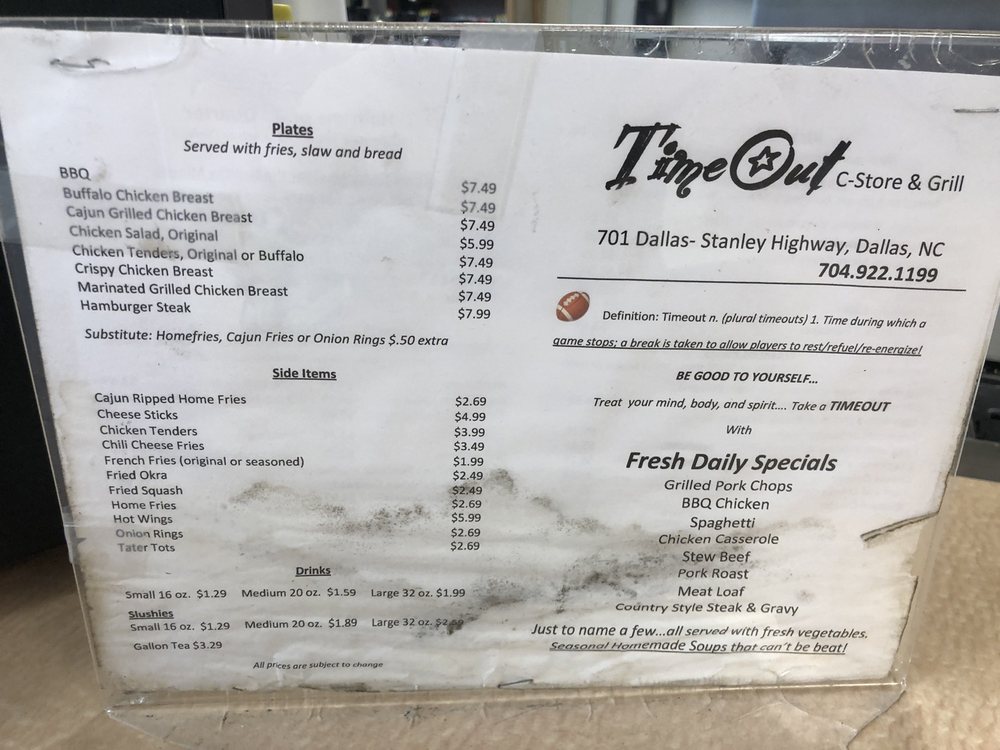 Plates
Served with fries, slaw and bread
BBQ $7.49
Buffalo Chicken Breast $7.49
Cajun Grilled Chicken Breast $7.49
Chicken Salad, Original $5.99
Chicken Tenders, Original or Buffalo $7.49
Crispy Chicken Breast $7.49
Marinated Grilled Chicken Breast $7.49
Hamburger Steak $7.99
Substitute: Homefries, Cajun Fries or Onion Rings $.50 extra
Side Items
Cajun Ripped Home Fries $2.69
Cheese Sticks $4.99
Chicken Tenders $3.99
Chili Cheese Fries $3.49
French Fries (original or seasoned) $1.99
Fried Okra $2.49
Fried Squash $2.49
Home Fries $2.69
Hot Wings $5.99
Onion Rings $2.69
Tater Tots $2.69
Drinks
Small 16 oz. $1.29 Medium 20 oz. $1.59 Large 32 oz. $1.99
Slushies
Small 16 oz. $1.29 Medium 20 oz. $1.89 Large 32 oz.
Gallon Tea $3.29
All prices are subject to change
Time Out C-Store & Grill
701 Dallas- Stanley Highway, Dallas, NC
704.922.1199
Definition: Timeout n. (plural timeouts) 1. Time during which a
game stops; a break is taken to allow players to rest/refuel/re-energize!
BE GOOD TO YOURSELF...
Treat your mind, body, and spirit.... Take a TIMEOUT
With
Fresh Daily Specials
Grilled Pork Chops
BBQ Chicken
Spaghetti
Chicken Casserole
Stew Beef
Pork Roast
Meat Loaf
Country Style Steak & Gravy
Just to name a few...all served with fresh vegetables.
Seasonal Homemade Soups that can't be beat!